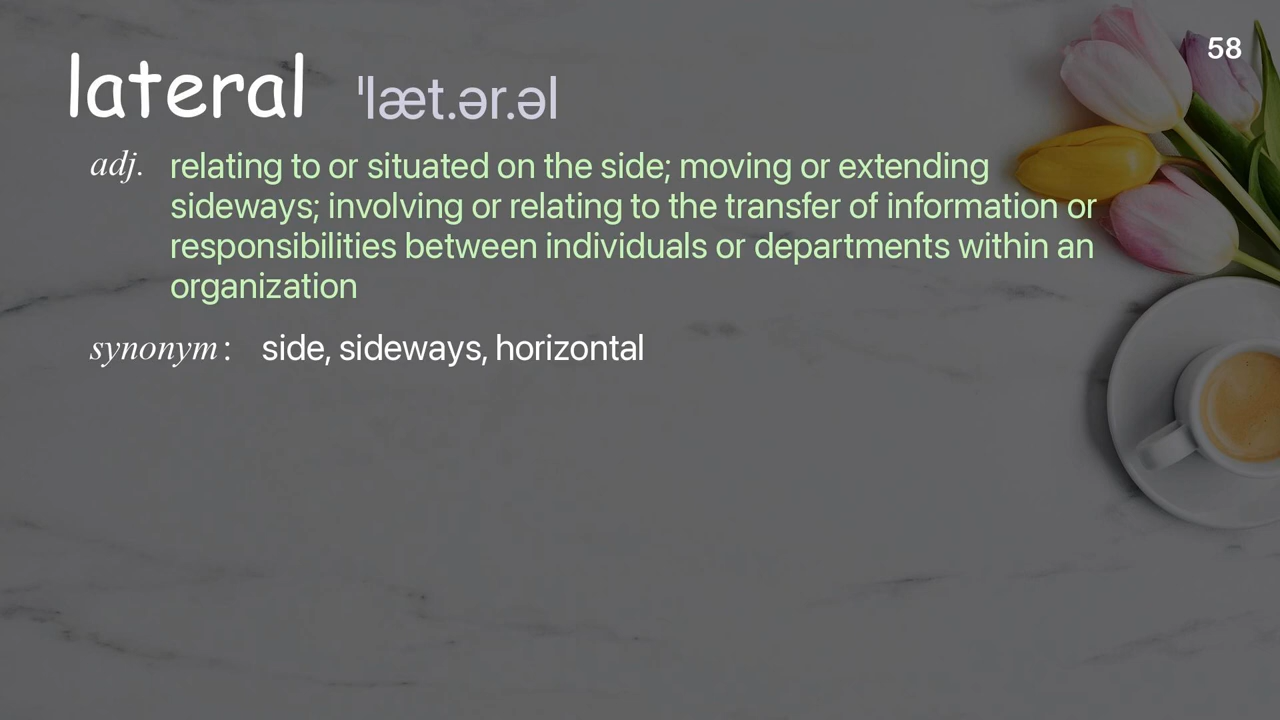 58
lateral ˈlæt.ər.əl
adj. relating to or situated on the side; moving or extending
sideways; involving or relating to the transfer of information or
responsibilities between individuals or departments within an
organization
synonym: side, sideways, horizontal